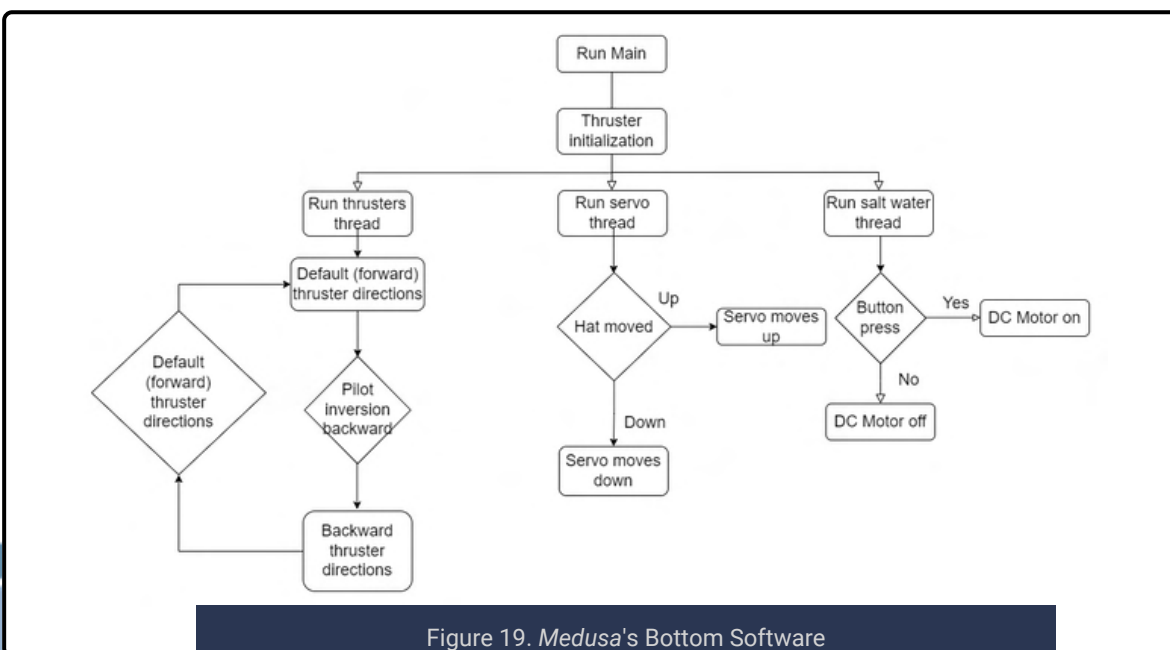 Run Main
Thruster
initialization
Run thrusters
thread
Run servo
thread
Run salt water
thread
Default (forward)
thruster directions
Hat moved
Up
Servo moves
up
Button
press
Yes
DC Motor on
Default
(forward)
thruster
directions
Pilot
inversion
backward
No
DC Motor off
Down
Servo moves
down
Backward
thruster
directions
Figure 19. Medusa's Bottom Software